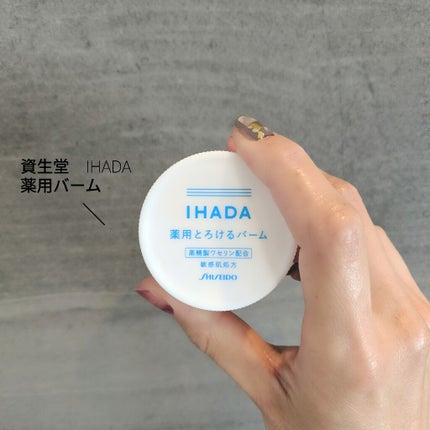 資生堂　IHADA
薬用バーム
IHADA
薬用とろけるバーム
高精製ワセリン配合
敏感肌処方
SHISEIDO